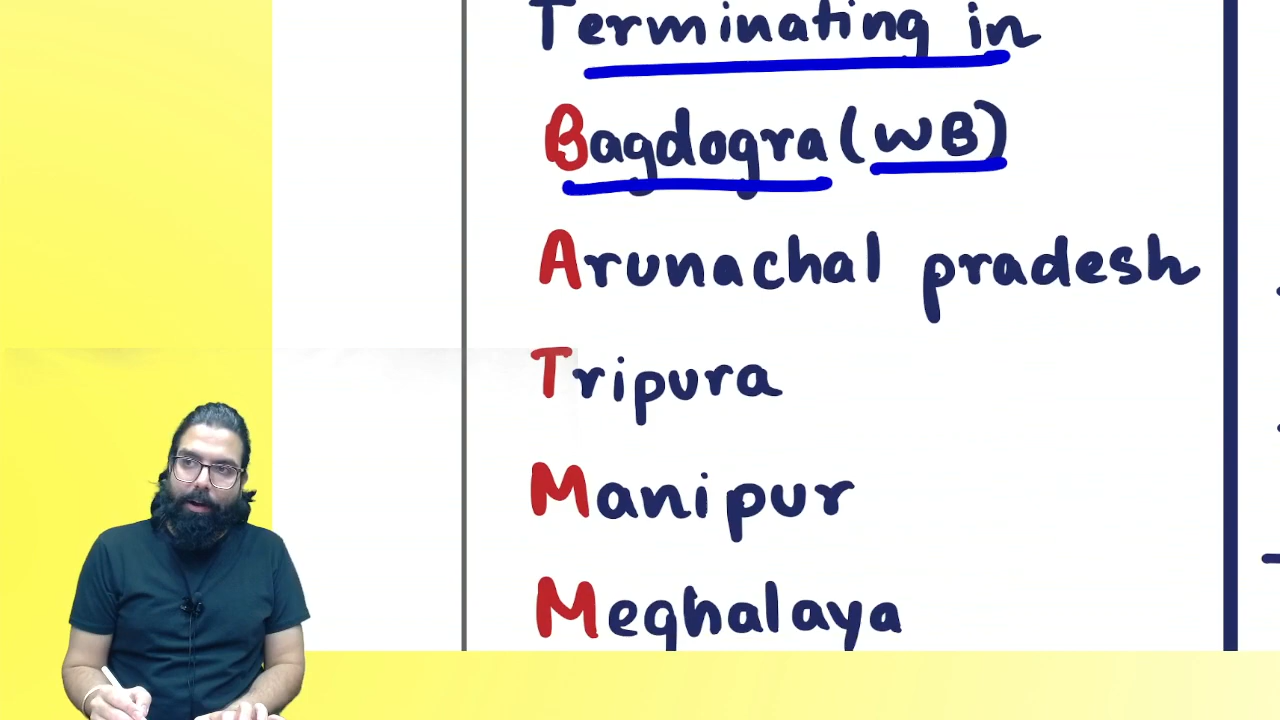 Terminating in
Bagdogra (WB)
Arunachal pradesh
Tripura
Manipur
Meghalaya